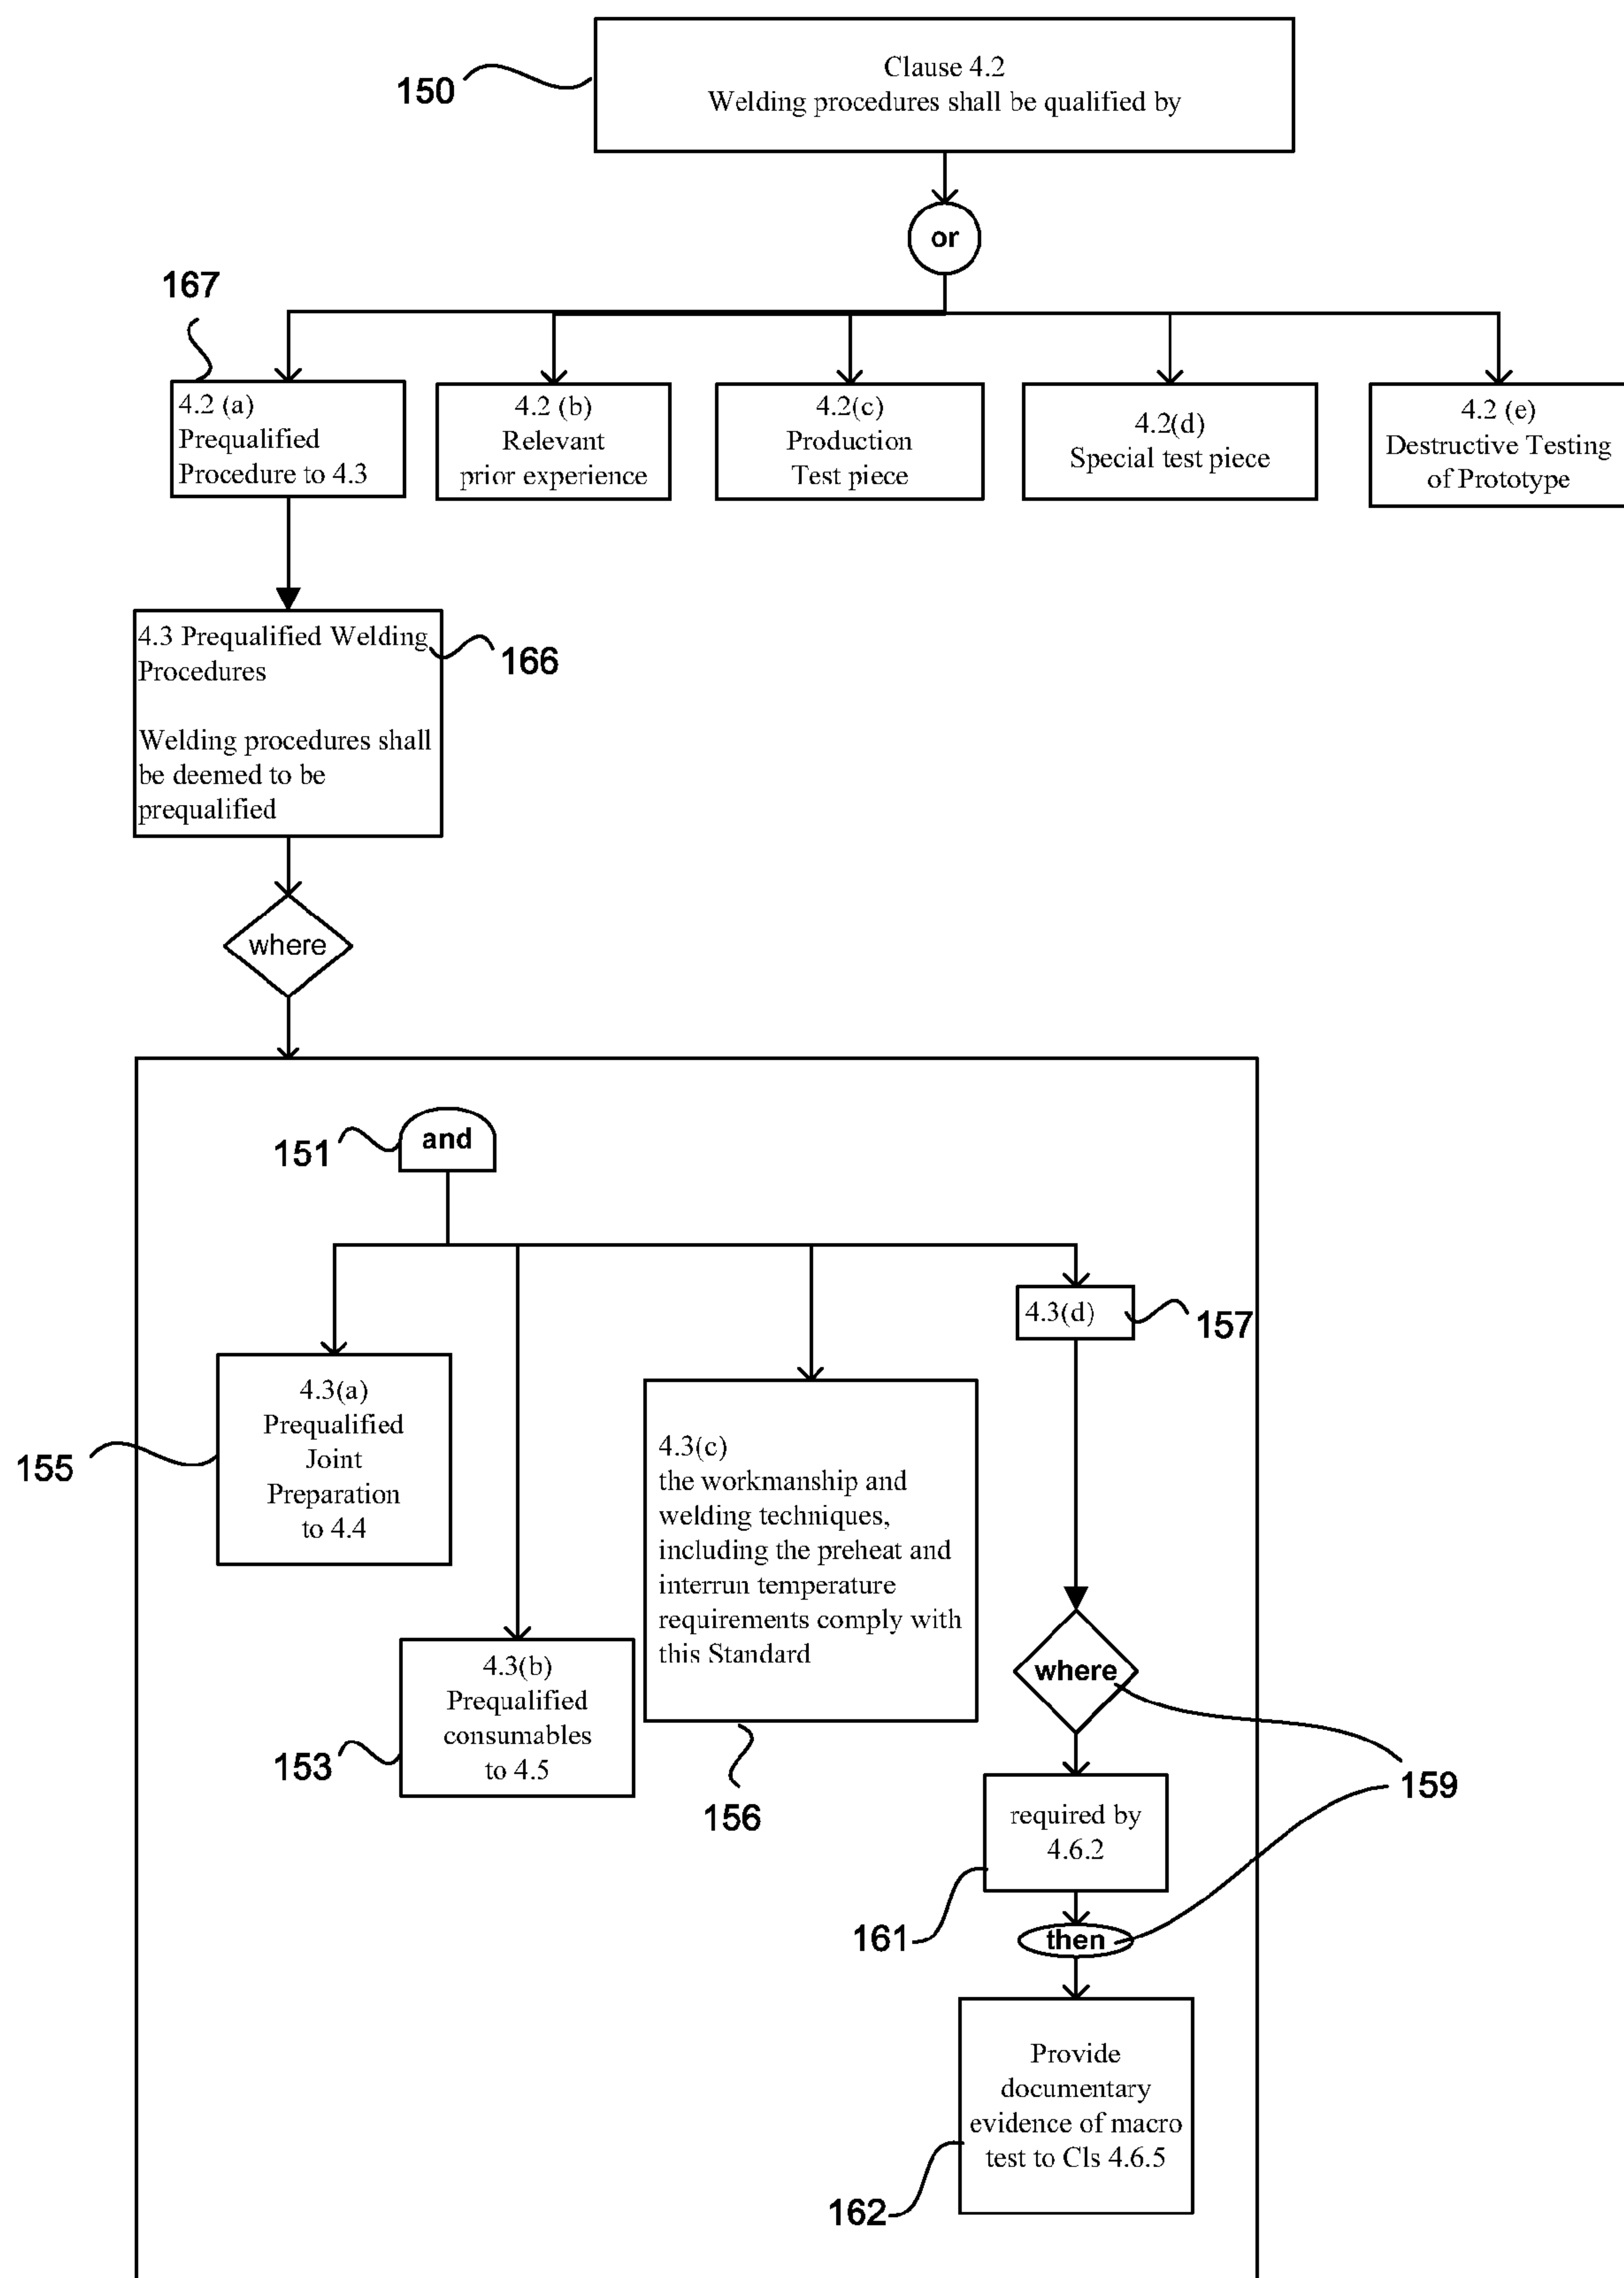 Clause 4.2
Welding procedures shall be qualified by
150
or
167
4.2 (a)
Prequalified
Procedure to 4.3
4.2 (b)
Relevant
prior experience
4.2(c)
Production
Test piece
4.2(d)
Special test piece
4.2 (e)
Destructive Testing
of Prototype
4.3 Prequalified Welding
Procedures
Welding procedures shall
be deemed to be
prequalified
166
where
151
and
4.3(d)
157
4.3(a)
Prequalified
Joint
Preparation
to 4.4
155
4.3(b)
Prequalified
consumables
to 4.5
153
4.3(c)
the workmanship and
welding techniques,
including the preheat and
interrun temperature
requirements comply with
this Standard
156
where
159
required by
4.6.2
161
then
Provide
documentary
evidence of macro
test to Cls 4.6.5
162